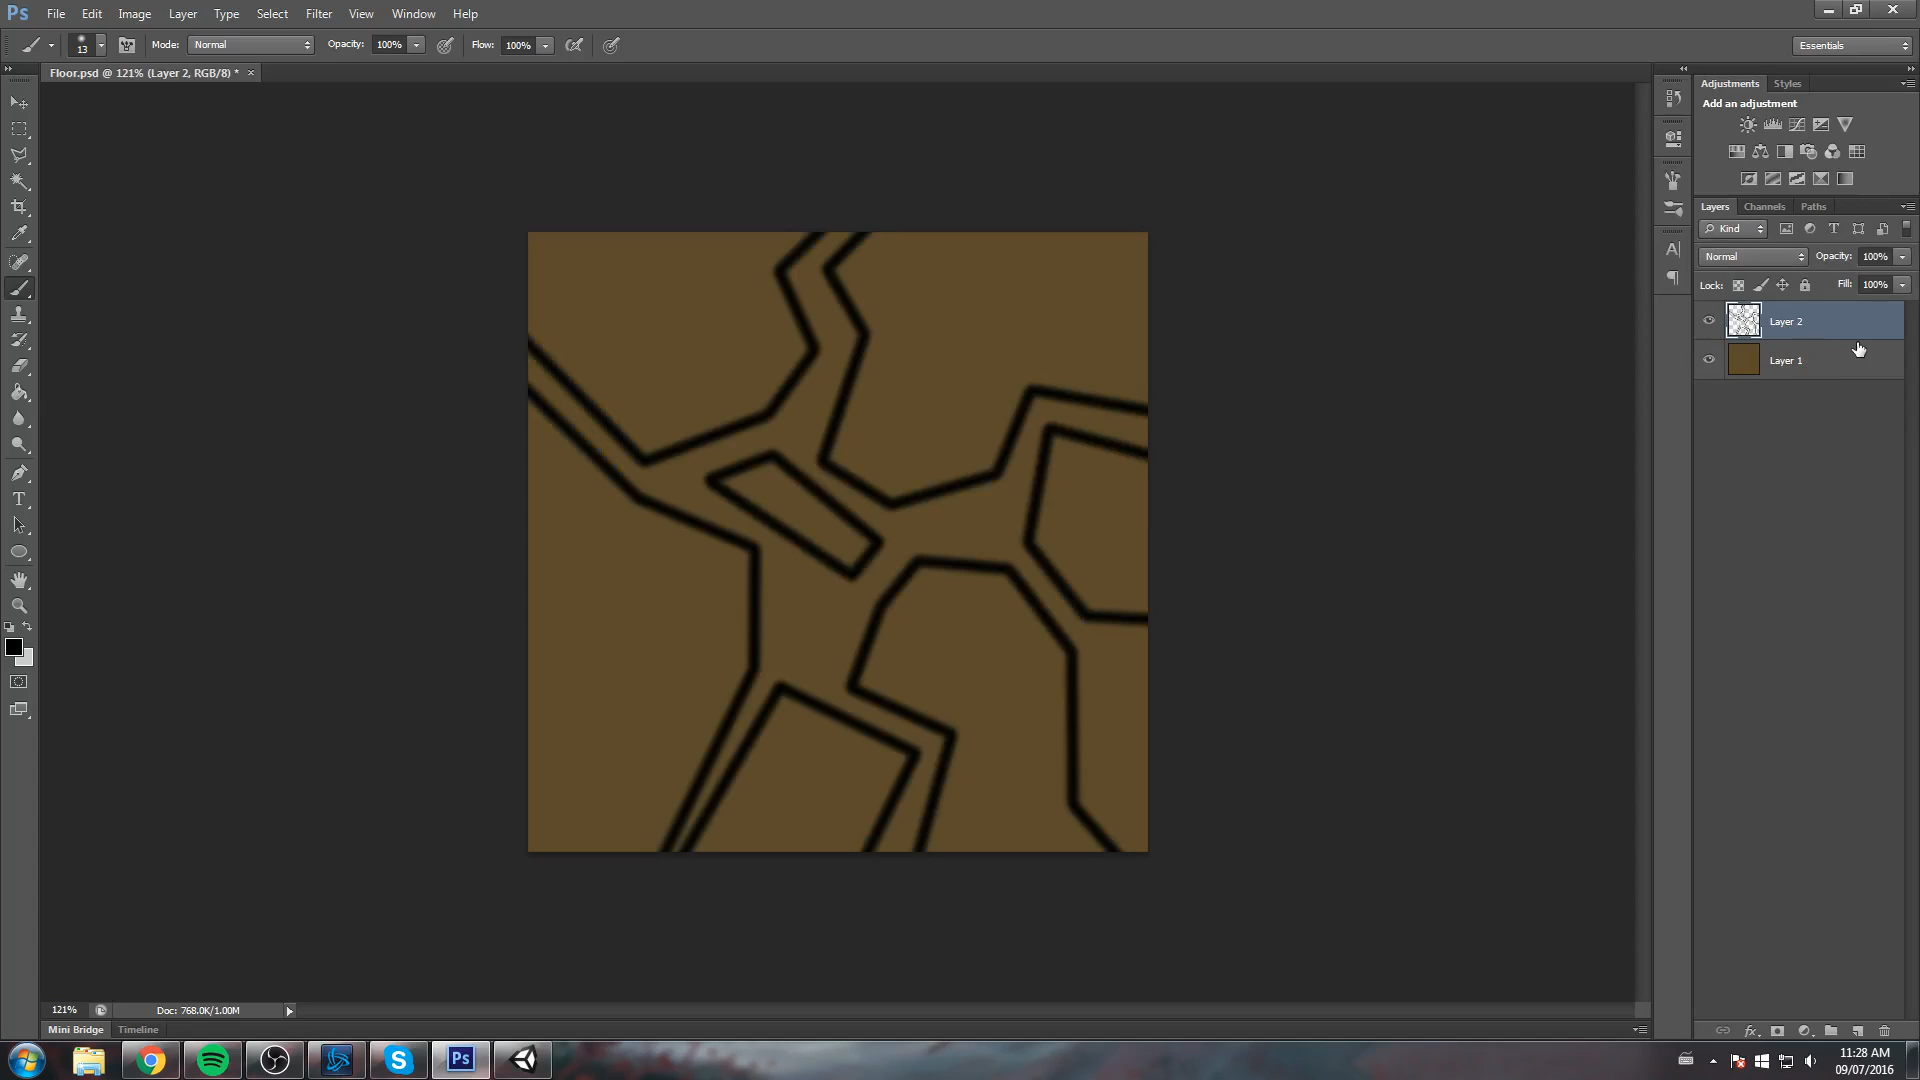 Ps File Edit Image Layer Type Select Filter View Window Help
13 Mode: Normal Opacity: 100% Flow: 100% Essentials
Floor.psd @ 121% (Layer 2, RGB/8) * ×
Adjustments Styles
Add an adjustment
Layers Channels Paths
Kind T
Normal Opacity: 100%
Lock: Fill: 100%
Layer 2
Layer 1
A
T
121% Doc: 768.0K/1.00M
Mini Bridge Timeline
fx
S Ps
11:28 AM
09/07/2016